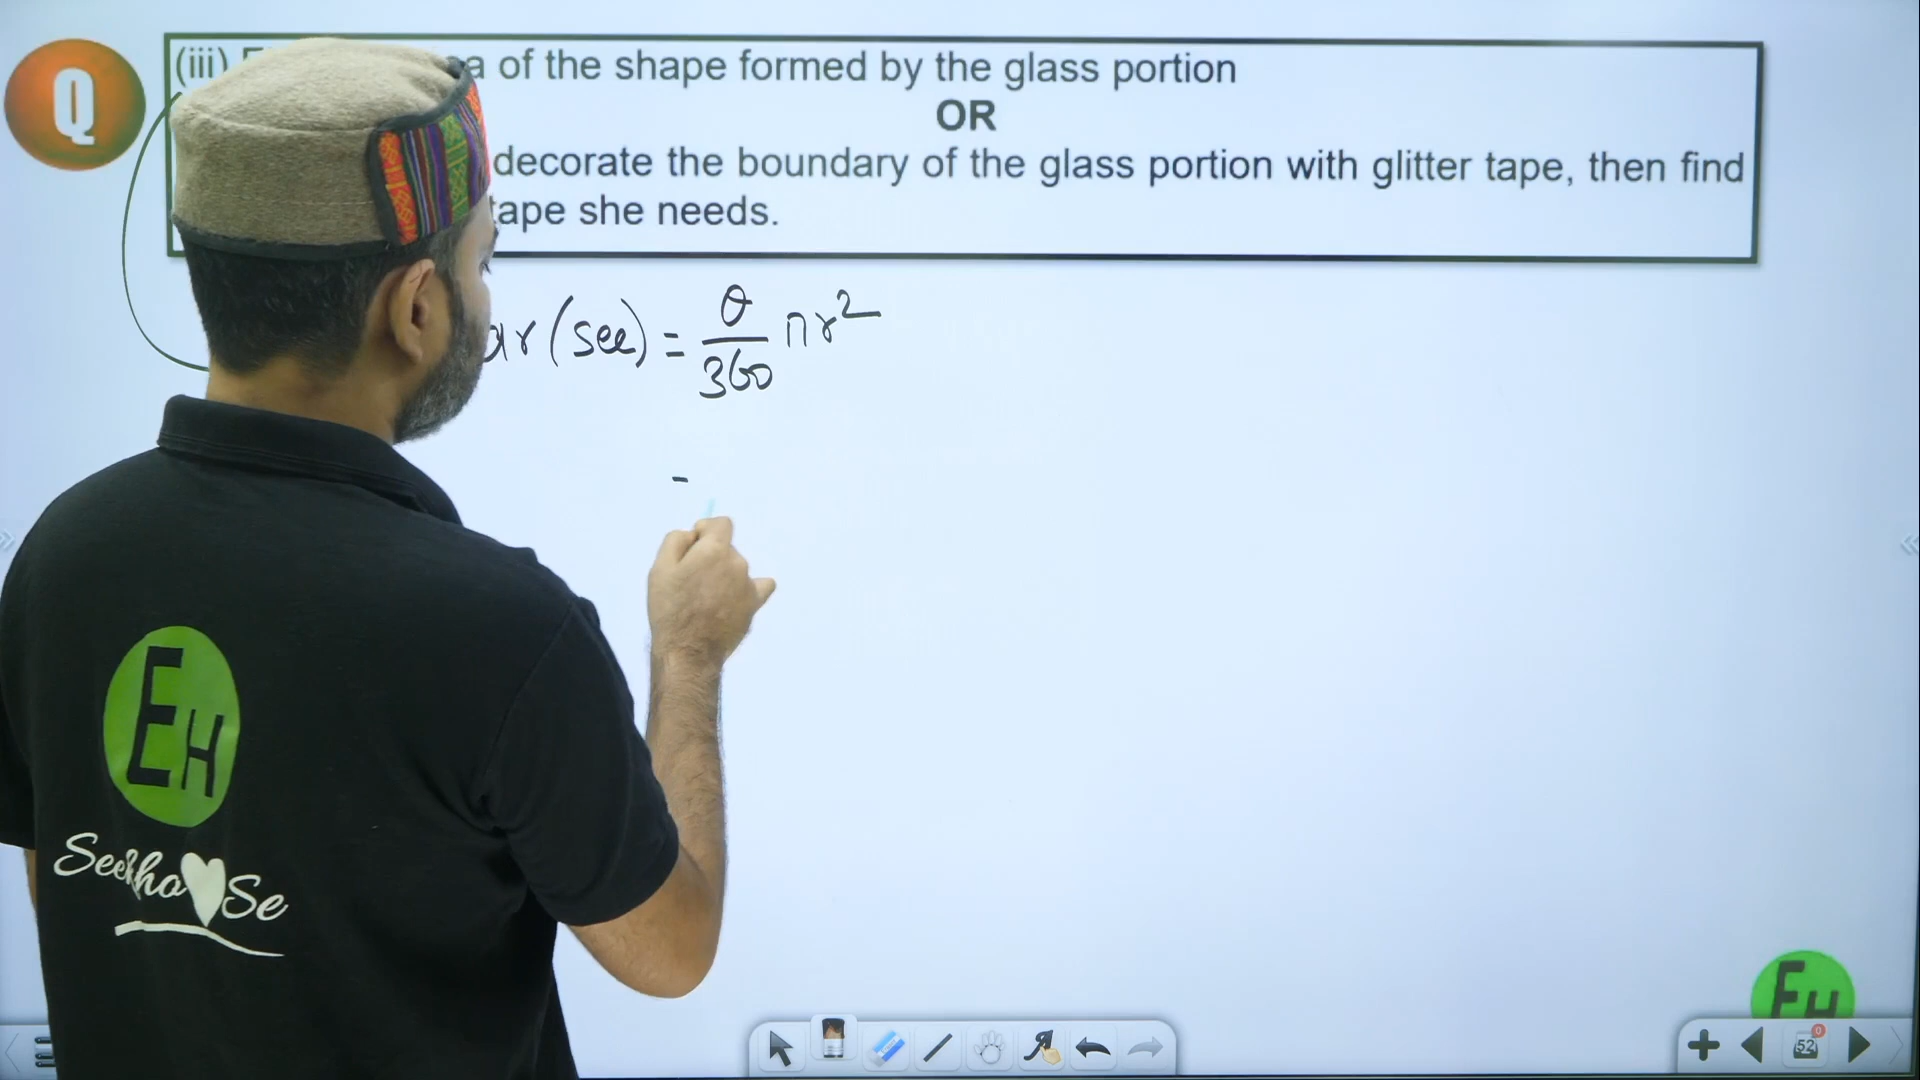 Q
(iii) a of the shape formed by the glass portion
OR
decorate the boundary of the glass portion with glitter tape, then find
tape she needs.
ar (sec) = θ/360 πr²
-
EH
Seekho Se
EH
52